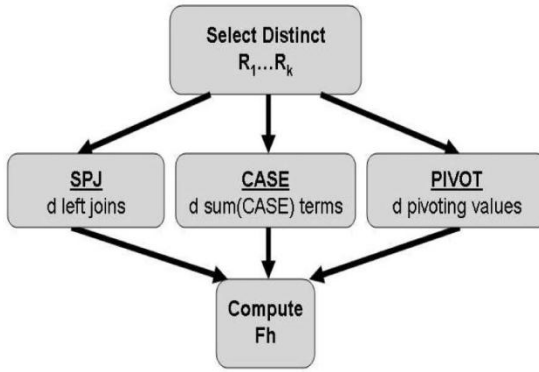 Select Distinct
R₁...Rₖ
SPJ
d left joins
CASE
d sum(CASE) terms
PIVOT
d pivoting values
Compute
Fh